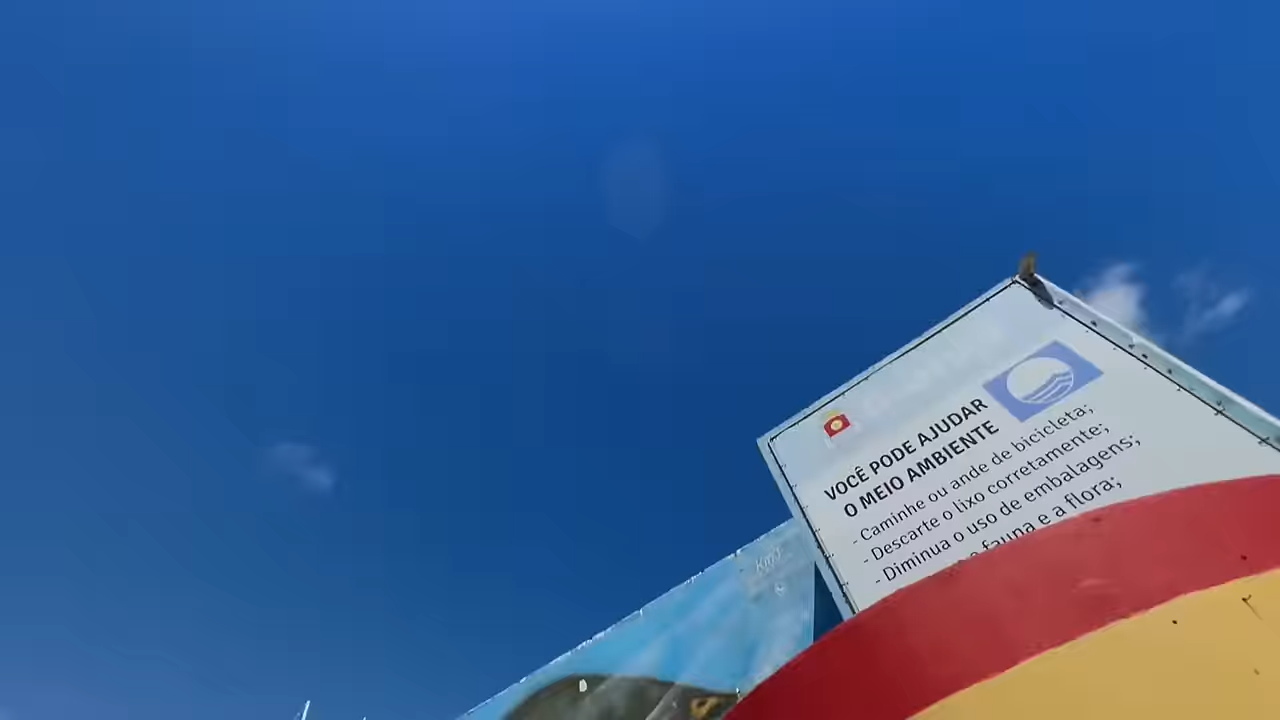 VOCÊ PODE AJUDAR
O MEIO AMBIENTE
- Caminhe ou ande de bicicleta;
- Descarte o lixo corretamente;
- Diminua o uso de embalagens;
a fauna e a flora;